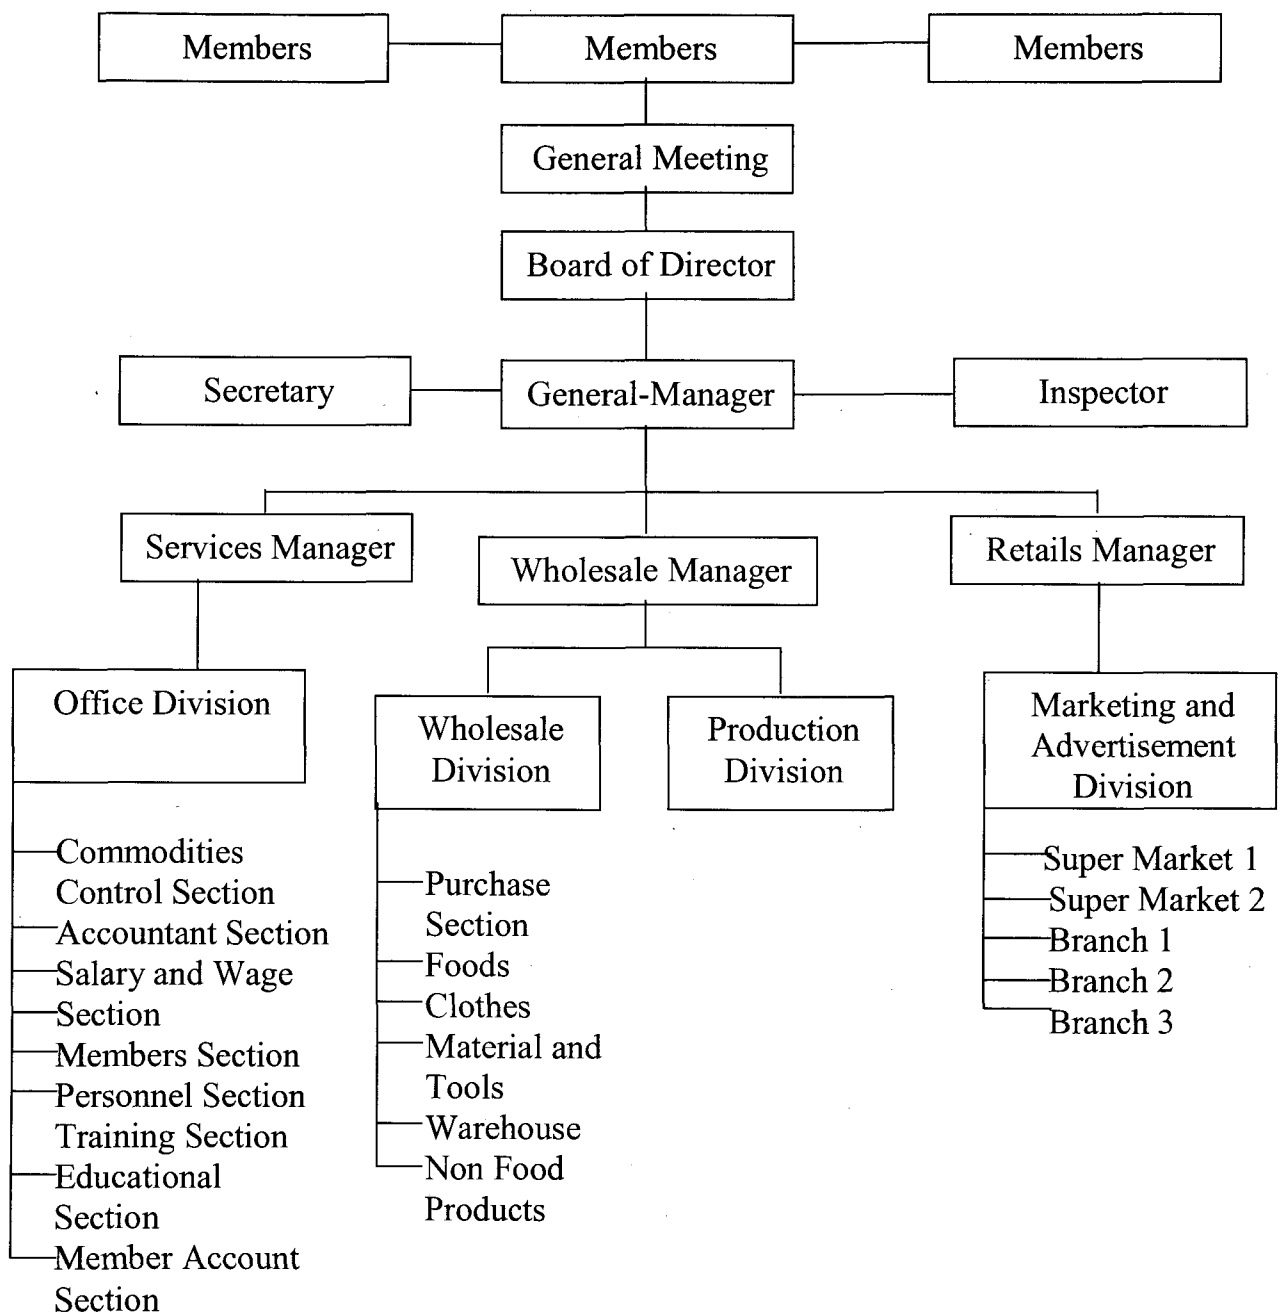 Members
Members
Members
General Meeting
Board of Director
Secretary
General-Manager
Inspector
Services Manager
Wholesale Manager
Retails Manager
Office Division
Commodities
Control Section
Accountant Section
Salary and Wage
Section
Members Section
Personnel Section
Training Section
Educational
Section
Member Account
Section
Wholesale
Division
Purchase
Section
Foods
Clothes
Material and
Tools
Warehouse
Non Food
Products
Production
Division
Marketing and
Advertisement
Division
Super Market 1
Super Market 2
Branch 1
Branch 2
Branch 3